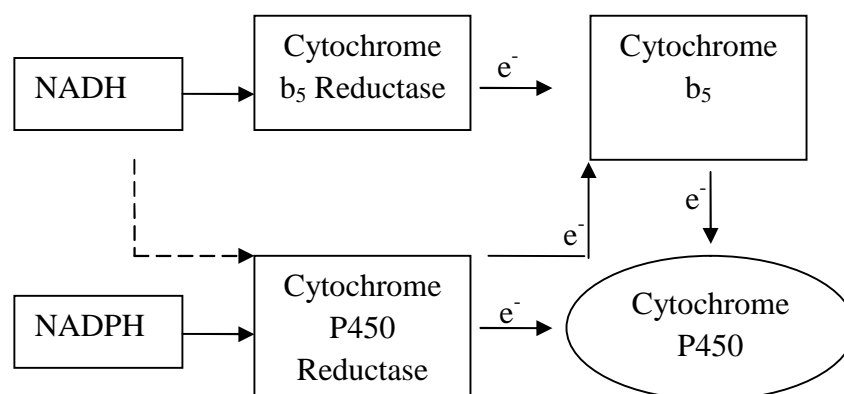 NADH
Cytochrome
b₅ Reductase
e⁻
Cytochrome
b₅
e⁻
e⁻
NADPH
Cytochrome
P450
Reductase
e⁻
Cytochrome
P450